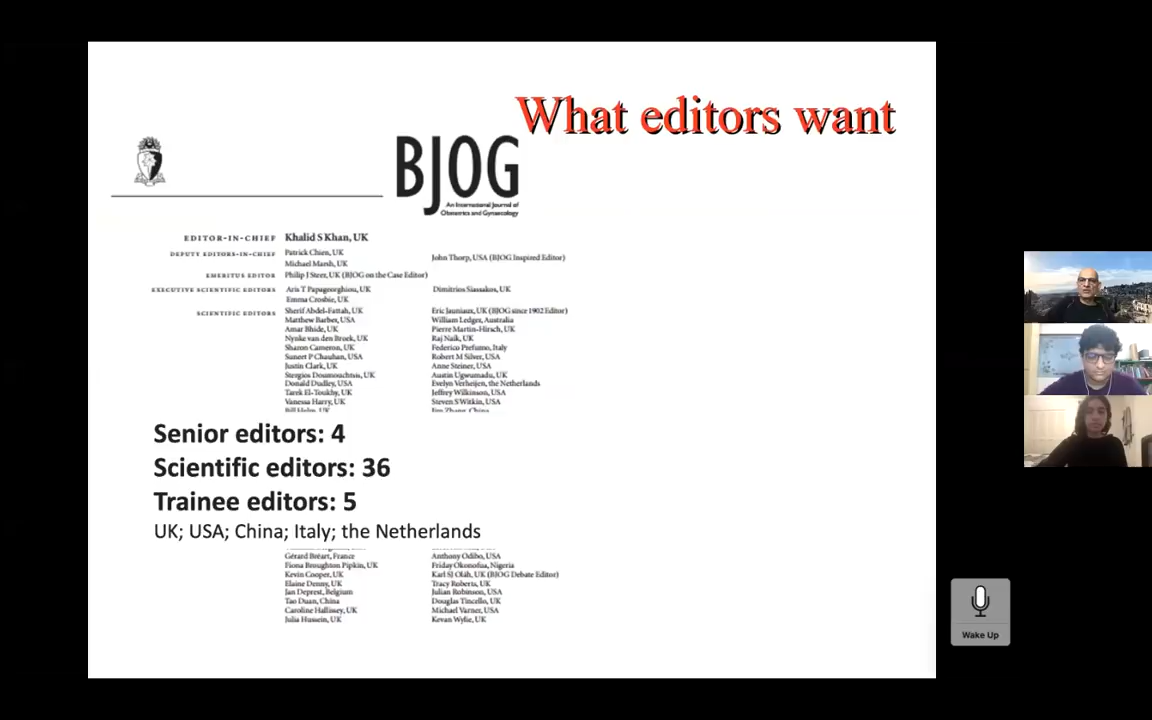 What editors want
BJOG
An International Journal of
Obstetrics and Gynaecology
EDITOR-IN-CHIEF Khalid S Khan, UK
DEPUTY EDITORS-IN-CHIEF Patrick Chien, UK
Michael Marsh, UK
John Thorp, USA (BJOG Inspired Editor)
EMERITUS EDITOR Philip J Steer, UK (BJOG on the Case Editor)
EXECUTIVE SCIENTIFIC EDITORS Aris T Papageorghiou, UK Dimitrios Siassakos, UK
Emma Crosbie, UK
SCIENTIFIC EDITORS Sherif Abdel-Fattah, UK Eric Jauniaux, UK (BJOG since 1902 Editor)
Matthew Barber, USA William Ledger, Australia
Amar Bhide, UK Pierre Martin-Hirsch, UK
Nynke van den Broek, UK Raj Naik, UK
Sharon Cameron, UK Federico Prefumo, Italy
Suneet P Chauhan, USA Robert M Silver, USA
Justin Clark, UK Anne Steiner, USA
Stergios Doumouchtsis, UK Austin Ugwumadu, UK
Donald Dudley, USA Evelyn Verheijen, the Netherlands
Tarek El-Toukhy, UK Jeffrey Wilkinson, USA
Vanessa Harry, UK Steven S Witkin, USA
Senior editors: 4
Scientific editors: 36
Trainee editors: 5
UK; USA; China; Italy; the Netherlands
Gérard Bréart, France Anthony Odibo, USA
Fiona Broughton Pipkin, UK Friday Okonofua, Nigeria
Kevin Cooper, UK Karl SJ Oláh, UK (BJOG Debate Editor)
Elaine Denny, UK Tracy Roberts, UK
Jan Deprest, Belgium Julian Robinson, USA
Tao Duan, China Douglas Tincello, UK
Caroline Hallissey, UK Michael Varner, USA
Julia Hussein, UK Kevan Wylie, UK
Wake Up